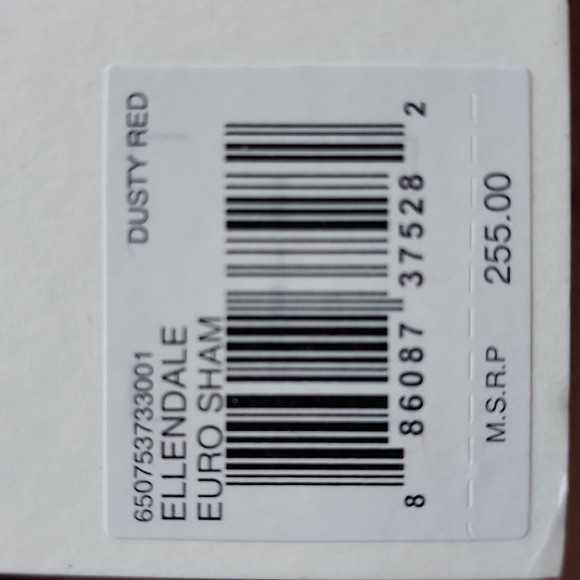 650753733001 DUSTY RED
ELLENDALE
EURO SHAM
8 86087 37528 2
M.S.R.P 255.00